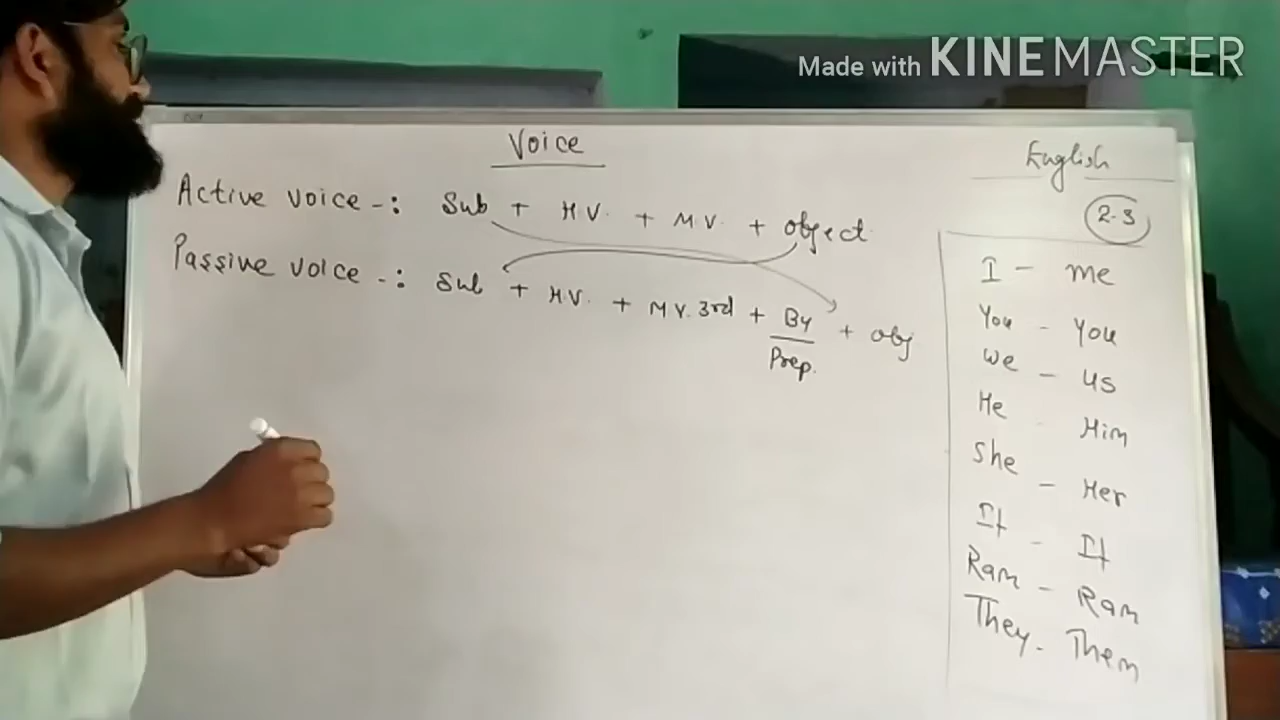 Made with KINEMASTER
Voice
English
2.3
Active voice -: Sub + H.V. + M.V. + object
Passive voice -: Sub + H.V. + M.V. 3rd + By + obj
Prep.
I - me
You - You
We - us
He - Him
She - Her
It - It
Ram - Ram
They - Them